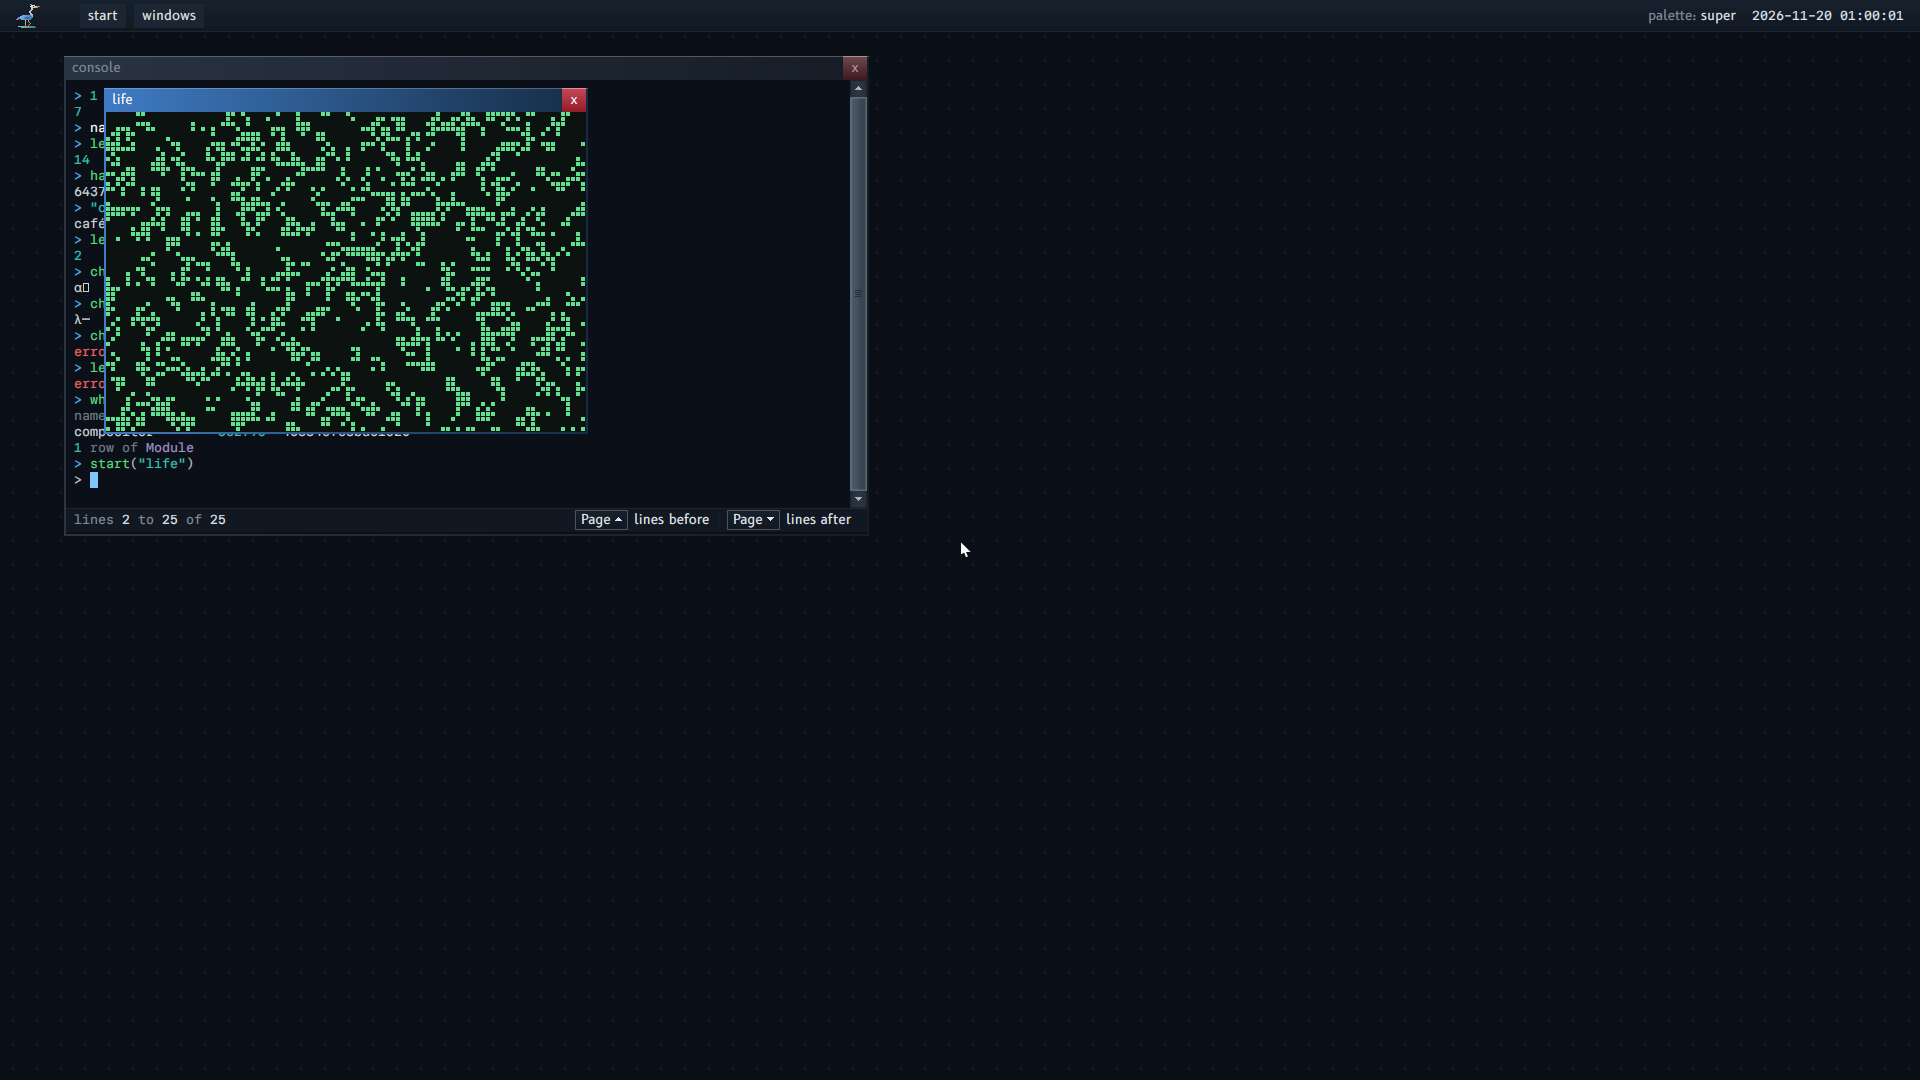 start windows palette: super 2026-11-20 01:00:01
console x
life x
> 1
7
> na
> le
14
> ha
6437
> "c
café
> le
2
> ch
α
> ch
λ—
> ch
erro
> le
erro
> wh
name
1 row of Module
> start("life")
>
lines 2 to 25 of 25 Page lines before Page lines after